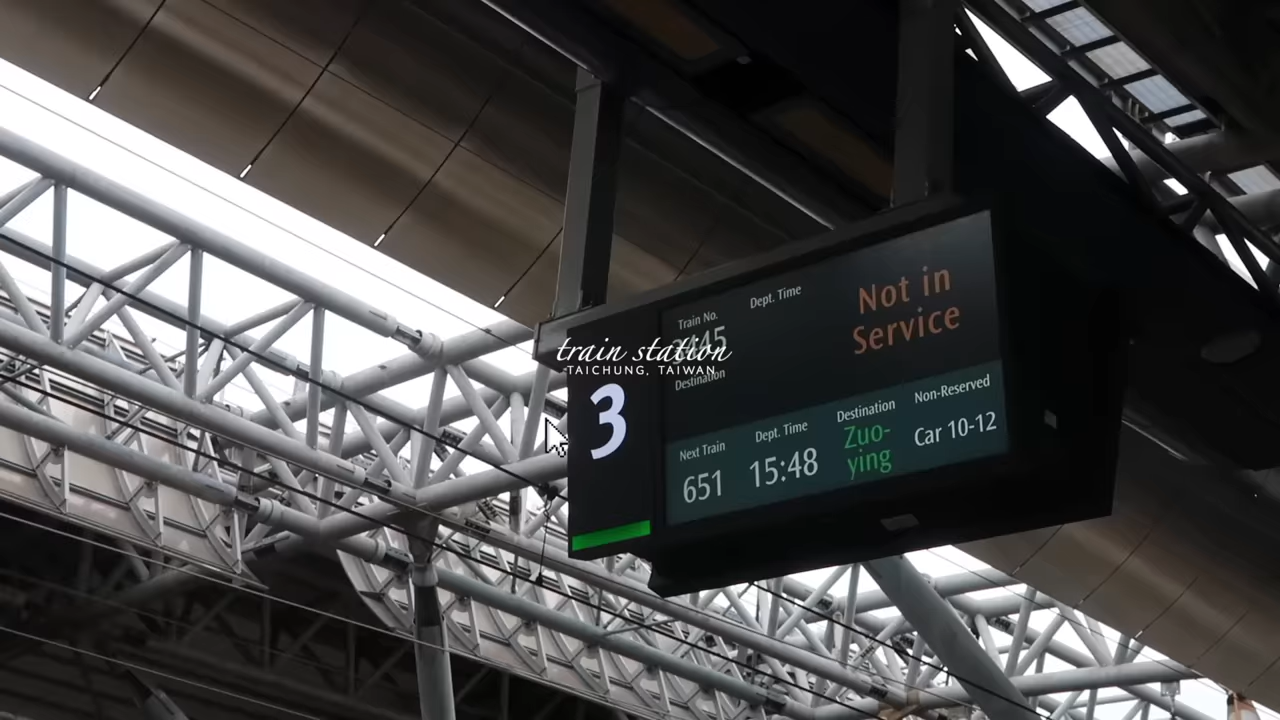 Train No.
Dept. Time
Not in
Service
train station
TAICHUNG, TAIWAN
Destination
3
Next Train
Dept. Time
Destination
Non-Reserved
651
15:48
Zuo-
ying
Car 10-12